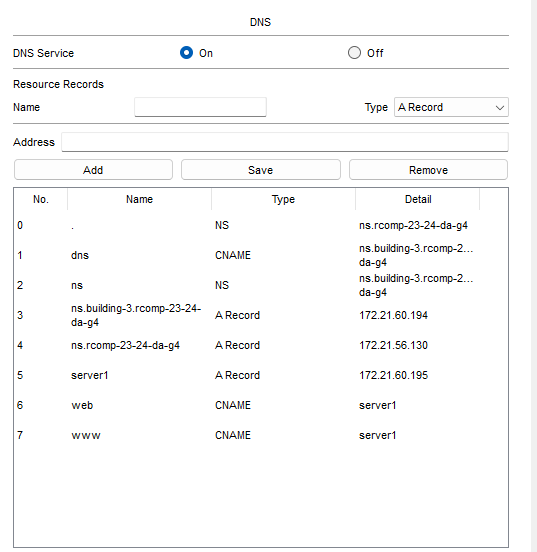 DNS
DNS Service On Off
Resource Records
Name Type A Record
Address
Add Save Remove
No. Name Type Detail
0 . NS ns.rcomp-23-24-da-g4
1 dns CNAME ns.building-3.rcomp-2... da-g4
2 ns NS ns.building-3.rcomp-2... da-g4
3 ns.building-3.rcomp-23-24-da-g4 A Record 172.21.60.194
4 ns.rcomp-23-24-da-g4 A Record 172.21.56.130
5 server1 A Record 172.21.60.195
6 web CNAME server1
7 www CNAME server1